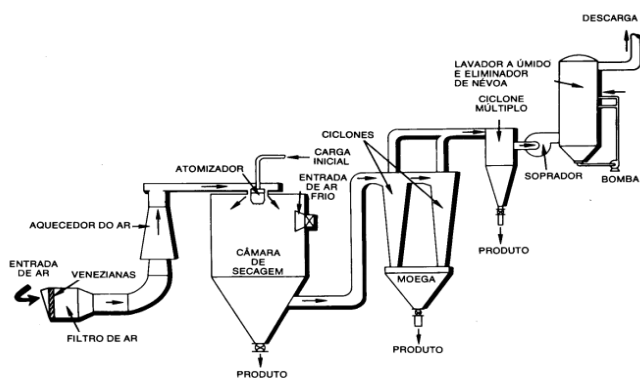 DESCARGA
LAVADOR A ÚMIDO
E ELIMINADOR
DE NÉVOA
CICLONE
MÚLTIPLO
CICLONES
CARGA
INICIAL
ATOMIZADOR
ENTRADA
DE AR
FRIO
SOPRADOR
BOMBA
AQUECEDOR DO AR
CÂMARA
DE
SECAGEM
PRODUTO
ENTRADA
DE AR
VENEZIANAS
MOEGA
FILTRO DE AR
PRODUTO
PRODUTO